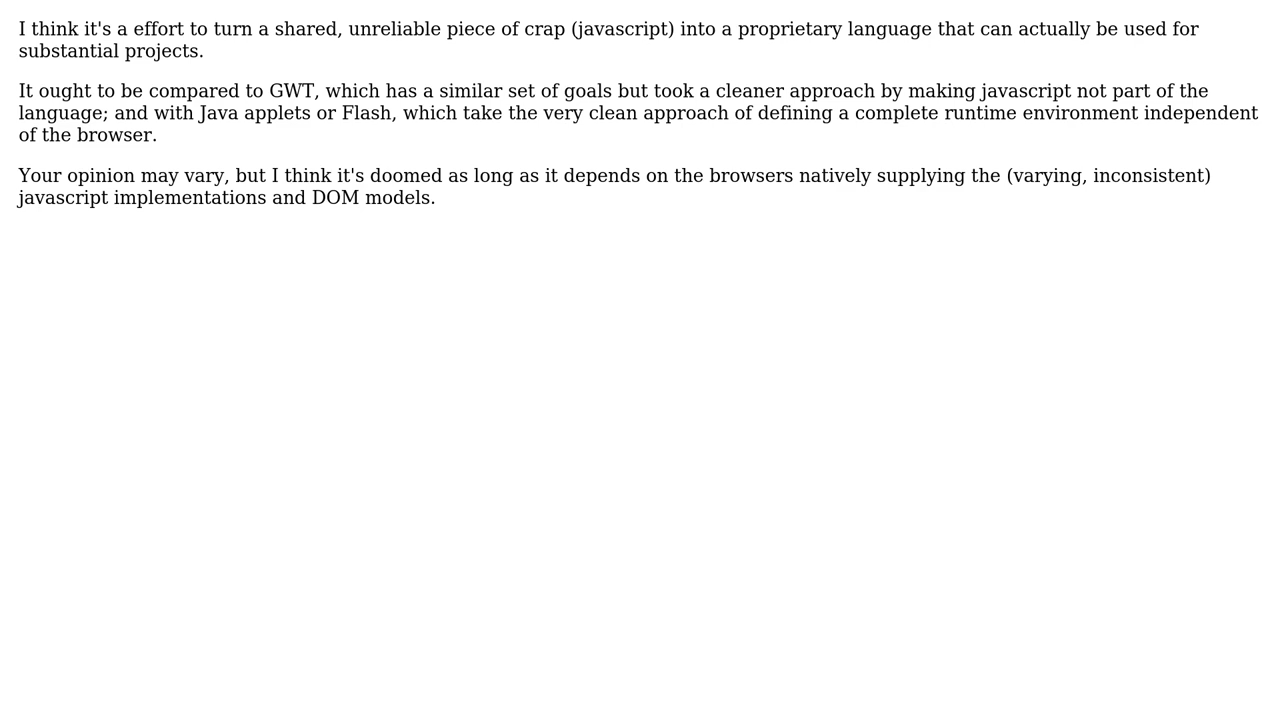 I think it's a effort to turn a shared, unreliable piece of crap (javascript) into a proprietary language that can actually be used for
substantial projects.
It ought to be compared to GWT, which has a similar set of goals but took a cleaner approach by making javascript not part of the
language; and with Java applets or Flash, which take the very clean approach of defining a complete runtime environment independent
of the browser.
Your opinion may vary, but I think it's doomed as long as it depends on the browsers natively supplying the (varying, inconsistent)
javascript implementations and DOM models.